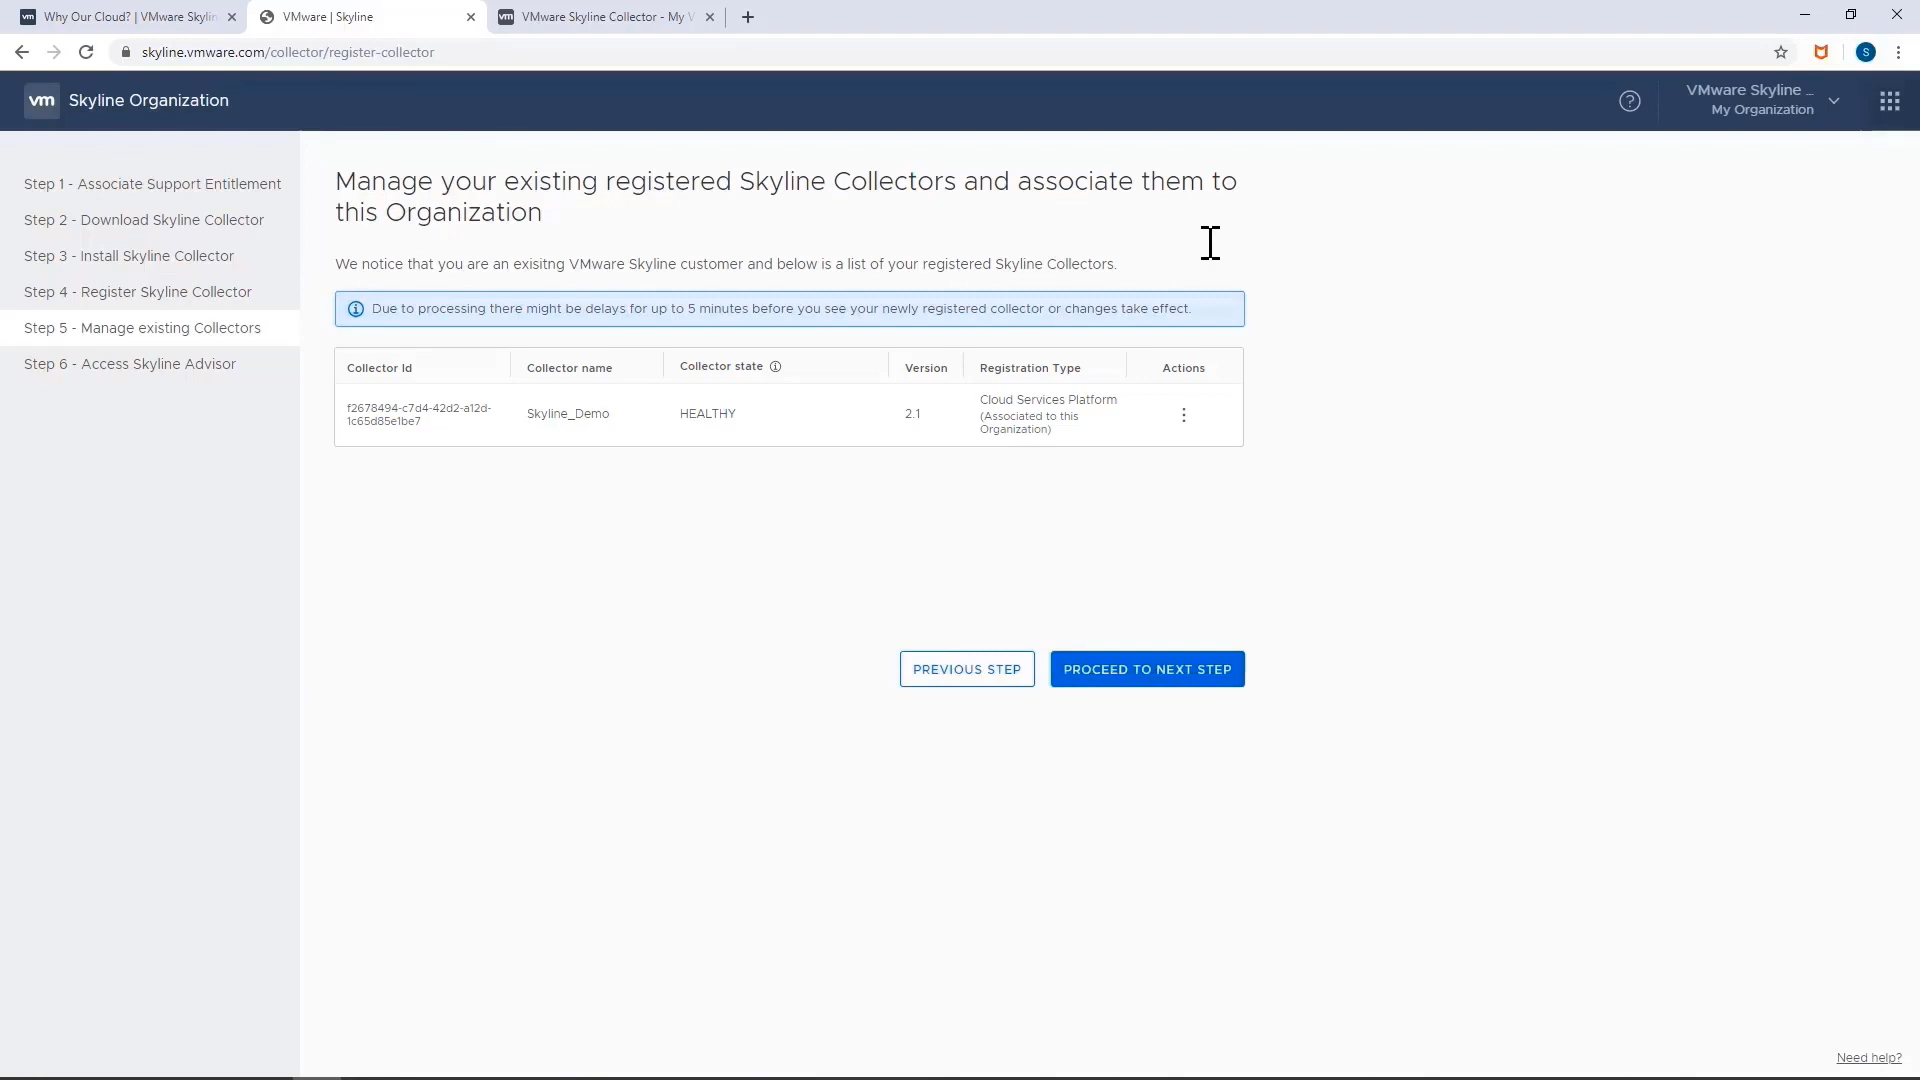 vm Why Our Cloud? | VMware Skylin
VMware | Skyline
vm VMware Skyline Collector - My V
skyline.vmware.com/collector/register-collector
S
vm Skyline Organization
VMware Skyline ...
My Organization
Step 1 - Associate Support Entitlement
Step 2 - Download Skyline Collector
Step 3 - Install Skyline Collector
Step 4 - Register Skyline Collector
Step 5 - Manage existing Collectors
Step 6 - Access Skyline Advisor
Manage your existing registered Skyline Collectors and associate them to
this Organization
We notice that you are an exisitng VMware Skyline customer and below is a list of your registered Skyline Collectors.
Due to processing there might be delays for up to 5 minutes before you see your newly registered collector or changes take effect.
Collector Id Collector name Collector state Version Registration Type Actions
f2678494-c7d4-42d2-a12d-
1c65d85e1be7
Skyline_Demo
HEALTHY
2.1
Cloud Services Platform
(Associated to this
Organization)
PREVIOUS STEP PROCEED TO NEXT STEP
Need help?